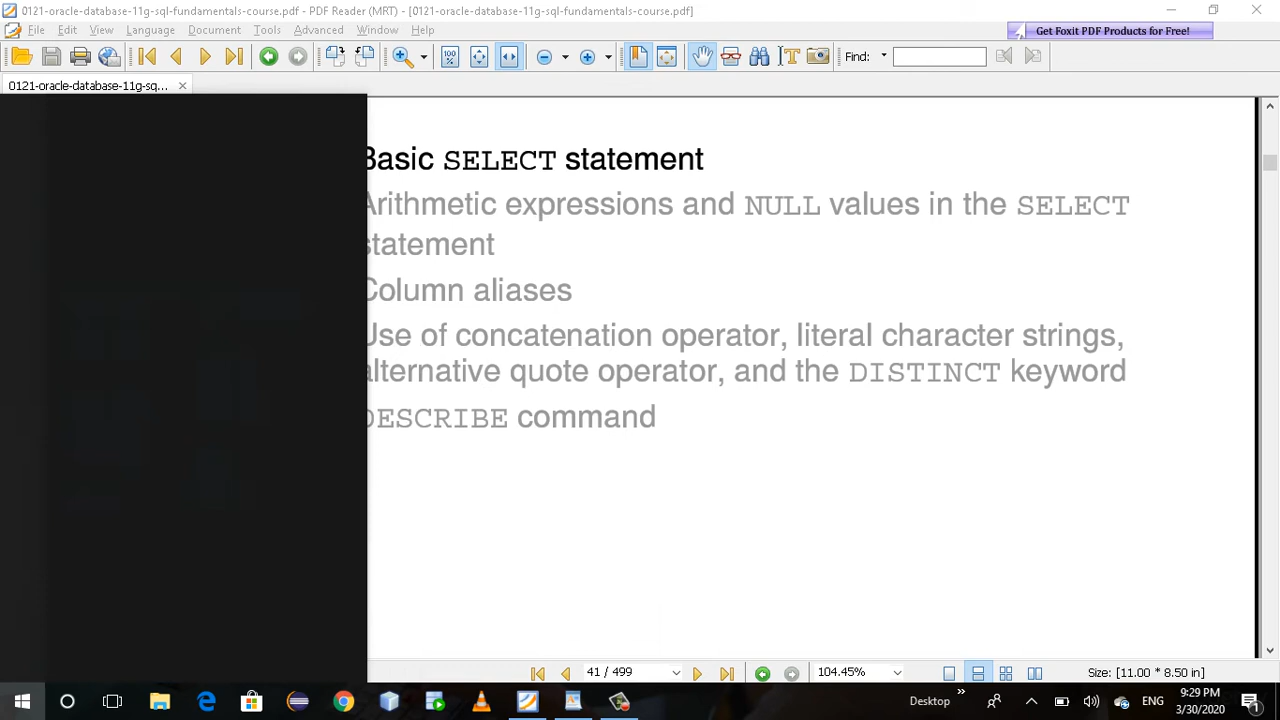 0121-oracle-database-11g-sql-fundamentals-course.pdf - PDF Reader (MRT) - [0121-oracle-database-11g-sql-fundamentals-course.pdf]
File Edit View Language Document Tools Advanced Window Help
Get Foxit PDF Products for Free!
Find:
0121-oracle-database-11g-sq...
Basic SELECT statement
Arithmetic expressions and NULL values in the SELECT
statement
Column aliases
Use of concatenation operator, literal character strings,
alternative quote operator, and the DISTINCT keyword
DESCRIBE command
41 / 499 104.45% Size: [11.00 * 8.50 in]
Desktop ENG 9:29 PM
3/30/2020